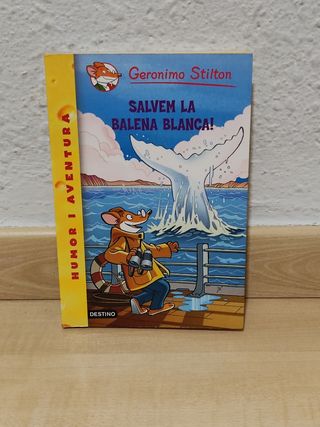 Geronimo Stilton
SALVEM LA
BALENA BLANCA!
HUMOR I AVENTURA
DESTINO